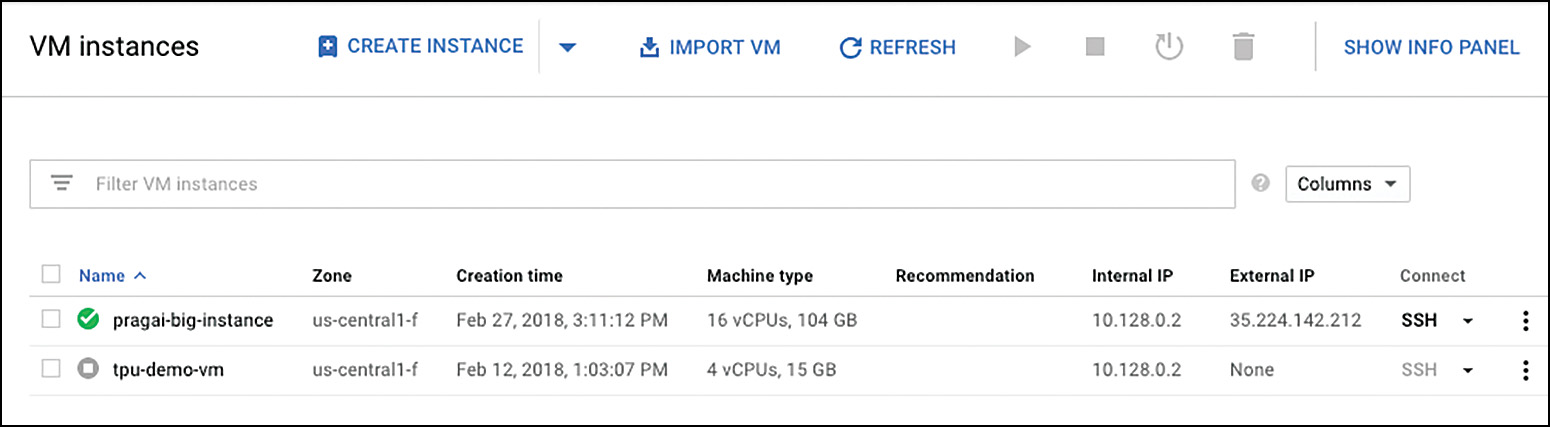 VM instances CREATE INSTANCE IMPORT VM REFRESH SHOW INFO PANEL
Filter VM instances ? Columns
Name Zone Creation time Machine type Recommendation Internal IP External IP Connect
pragai-big-instance us-central1-f Feb 27, 2018, 3:11:12 PM 16 vCPUs, 104 GB 10.128.0.2 35.224.142.212 SSH
tpu-demo-vm us-central1-f Feb 12, 2018, 1:03:07 PM 4 vCPUs, 15 GB 10.128.0.2 None SSH